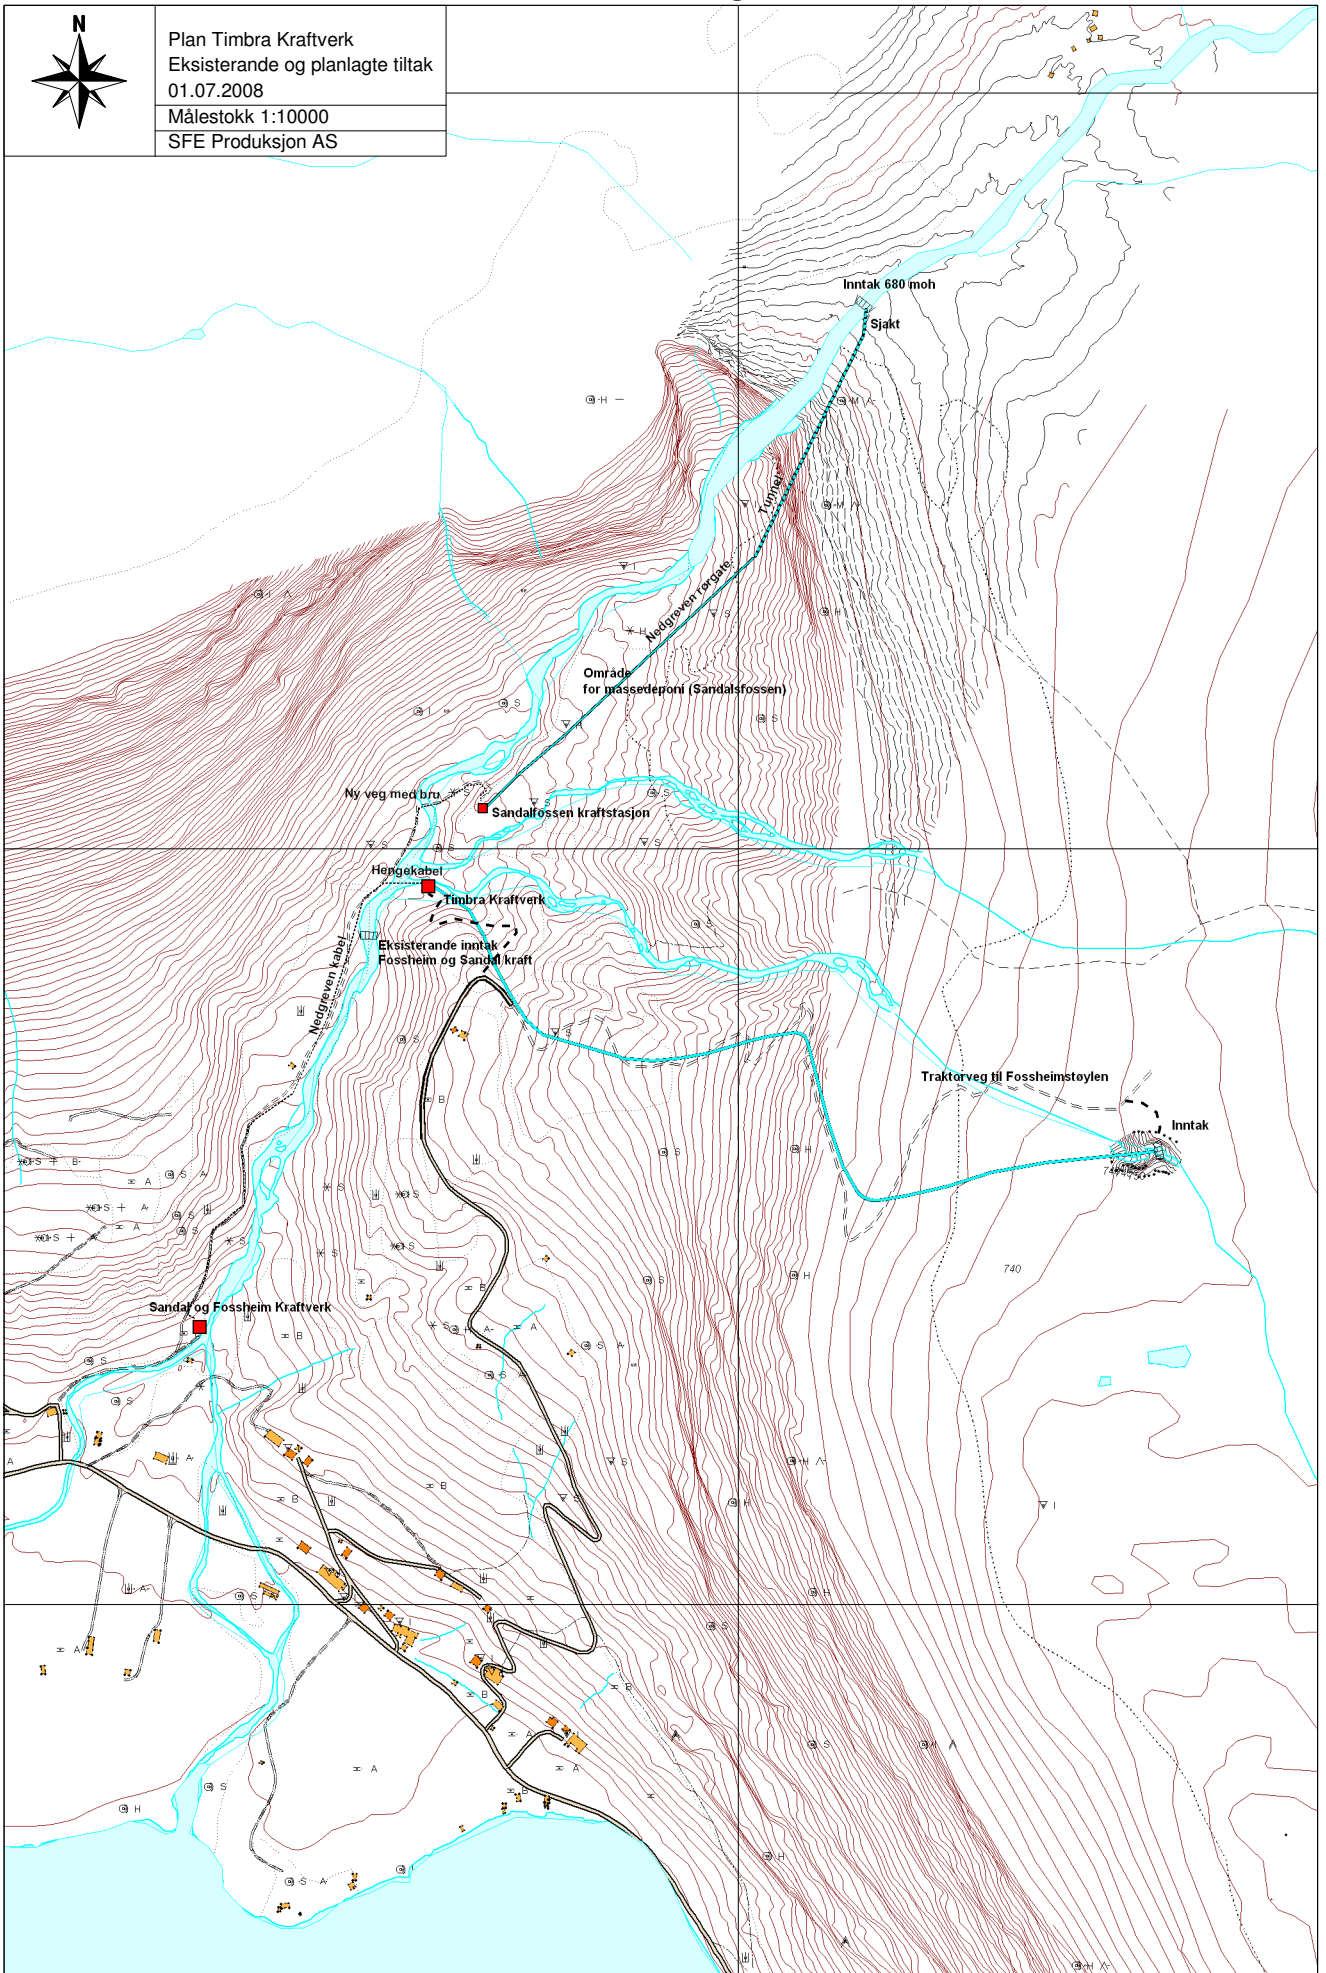 N
Plan Timbra Kraftverk
Eksisterande og planlagte tiltak
01.07.2008
Målestokk 1:10000
SFE Produksjon AS
Inntak 680 moh
Sjakt
Tunnel
Nedgreven rørgate
Område
for massedeponi (Sandalsfossen)
Ny veg med bru
Sandalfossen kraftstasjon
Hengekabel
Timbra Kraftverk
Eksisterande inntak
Fossheim og Sandal kraft
Nedgreven kabel
Traktorveg til Fossheimstøylen
Inntak
740
Sandal og Fossheim Kraftverk